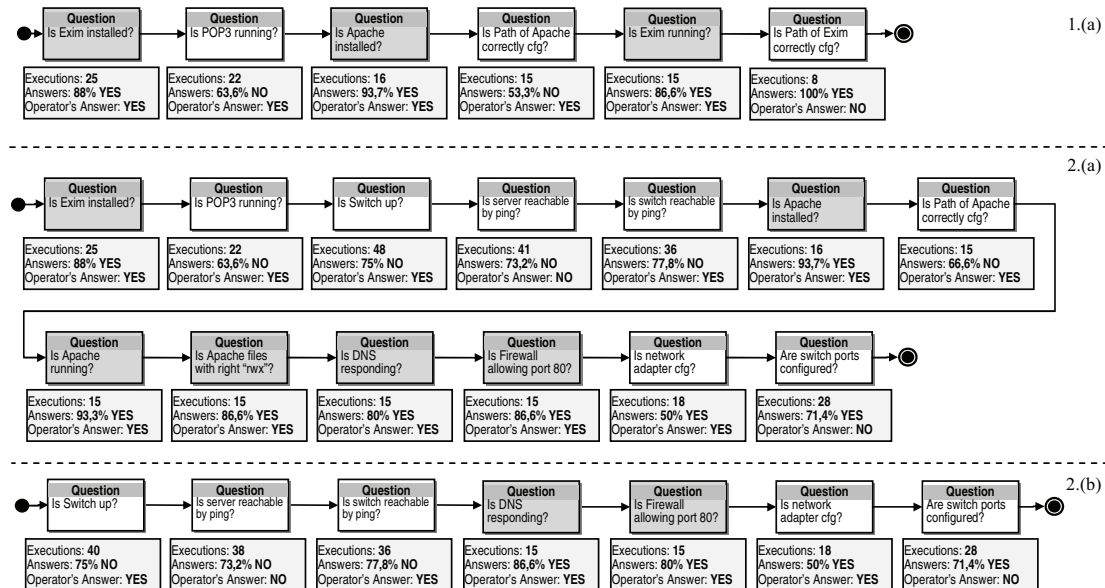 1.(a)
Question
Is Exim installed?
Executions: 25
Answers: 88% YES
Operator's Answer: YES
Question
Is POP3 running?
Executions: 22
Answers: 63,6% NO
Operator's Answer: YES
Question
Is Apache
installed?
Executions: 16
Answers: 93,7% YES
Operator's Answer: YES
Question
Is Path of Apache
correctly cfg?
Executions: 15
Answers: 53,3% NO
Operator's Answer: YES
Question
Is Exim running?
Executions: 15
Answers: 86,6% YES
Operator's Answer: YES
Question
Is Path of Exim
correctly cfg?
Executions: 8
Answers: 100% YES
Operator's Answer: NO
2.(a)
Question
Is Exim installed?
Executions: 25
Answers: 88% YES
Operator's Answer: YES
Question
Is POP3 running?
Executions: 22
Answers: 63,6% NO
Operator's Answer: YES
Question
Is Switch up?
Executions: 48
Answers: 75% NO
Operator's Answer: YES
Question
Is server reachable
by ping?
Executions: 41
Answers: 73,2% NO
Operator's Answer: NO
Question
Is switch reachable
by ping?
Executions: 36
Answers: 77,8% NO
Operator's Answer: YES
Question
Is Apache
installed?
Executions: 16
Answers: 93,7% YES
Operator's Answer: YES
Question
Is Path of Apache
correctly cfg?
Executions: 15
Answers: 66,6% NO
Operator's Answer: YES
Question
Is Apache
running?
Executions: 15
Answers: 93,3% YES
Operator's Answer: YES
Question
Is Apache files
with right "rwx"?
Executions: 15
Answers: 86,6% YES
Operator's Answer: YES
Question
Is DNS
responding?
Executions: 15
Answers: 80% YES
Operator's Answer: YES
Question
Is Firewall
allowing port 80?
Executions: 15
Answers: 86,6% YES
Operator's Answer: YES
Question
Is network
adapter cfg?
Executions: 18
Answers: 50% YES
Operator's Answer: YES
Question
Are switch ports
configured?
Executions: 28
Answers: 71,4% YES
Operator's Answer: NO
2.(b)
Question
Is Switch up?
Executions: 40
Answers: 75% NO
Operator's Answer: YES
Question
Is server reachable
by ping?
Executions: 38
Answers: 73,2% NO
Operator's Answer: NO
Question
Is switch reachable
by ping?
Executions: 36
Answers: 77,8% NO
Operator's Answer: YES
Question
Is DNS
responding?
Executions: 15
Answers: 86,6% YES
Operator's Answer: YES
Question
Is Firewall
allowing port 80?
Executions: 15
Answers: 80% YES
Operator's Answer: YES
Question
Is network
adapter cfg?
Executions: 18
Answers: 50% YES
Operator's Answer: YES
Question
Are switch ports
configured?
Executions: 28
Answers: 71,4% YES
Operator's Answer: NO